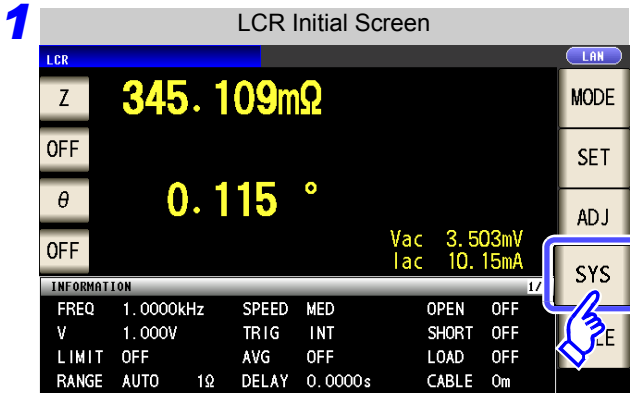 1
LCR Initial Screen
LCR
LAN
Z 345.109mΩ
MODE
OFF
SET
θ 0.115 °
ADJ
OFF
Vac 3.503mV
Iac 10.15mA
SYS
INFORMATION 1/
FREQ 1.0000kHz SPEED MED OPEN OFF
V 1.000V TRIG INT SHORT OFF
LIMIT OFF AVG OFF LOAD OFF
RANGE AUTO 1Ω DELAY 0.0000s CABLE 0m